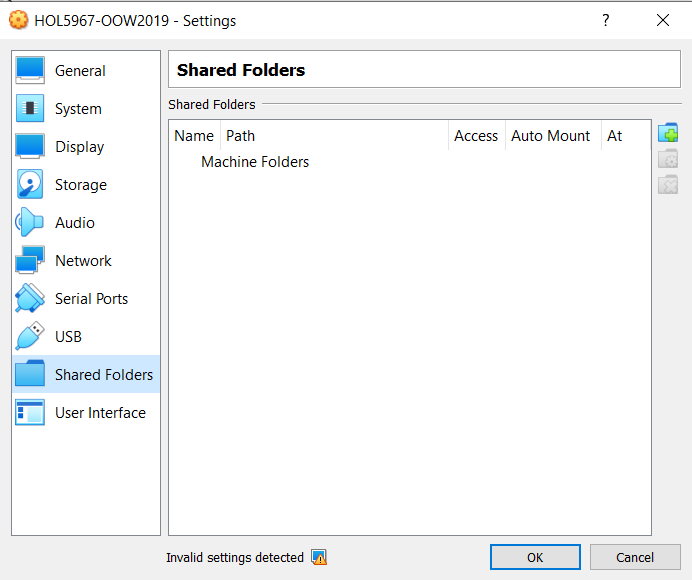 HOL5967-OOW2019 - Settings ?
General
System
Display
Storage
Audio
Network
Serial Ports
USB
Shared Folders
User Interface
Shared Folders
Shared Folders
Name Path Access Auto Mount At
Machine Folders
Invalid settings detected
OK Cancel